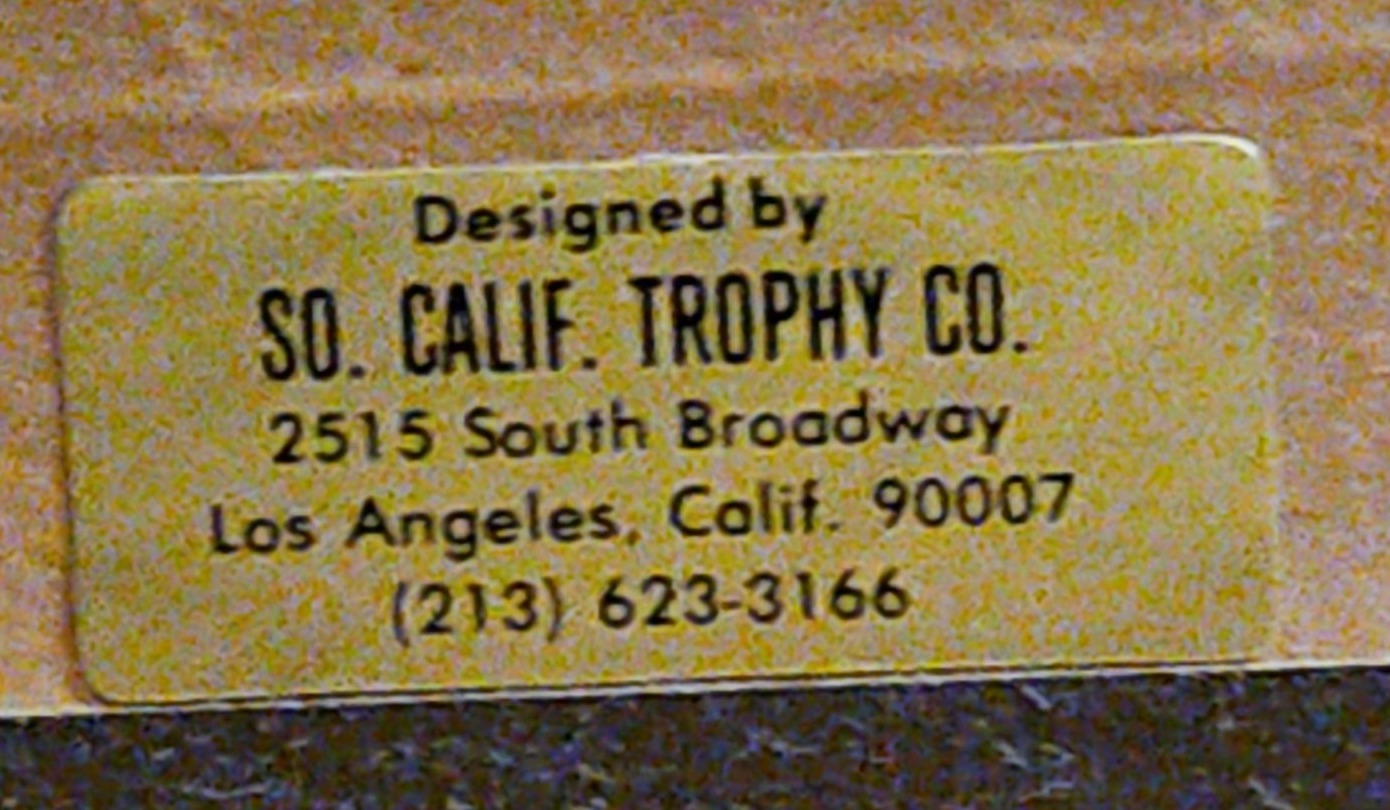 Designed by
SO. CALIF. TROPHY CO.
2515 South Broadway
Los Angeles, Calif. 90007
(213) 623-3166